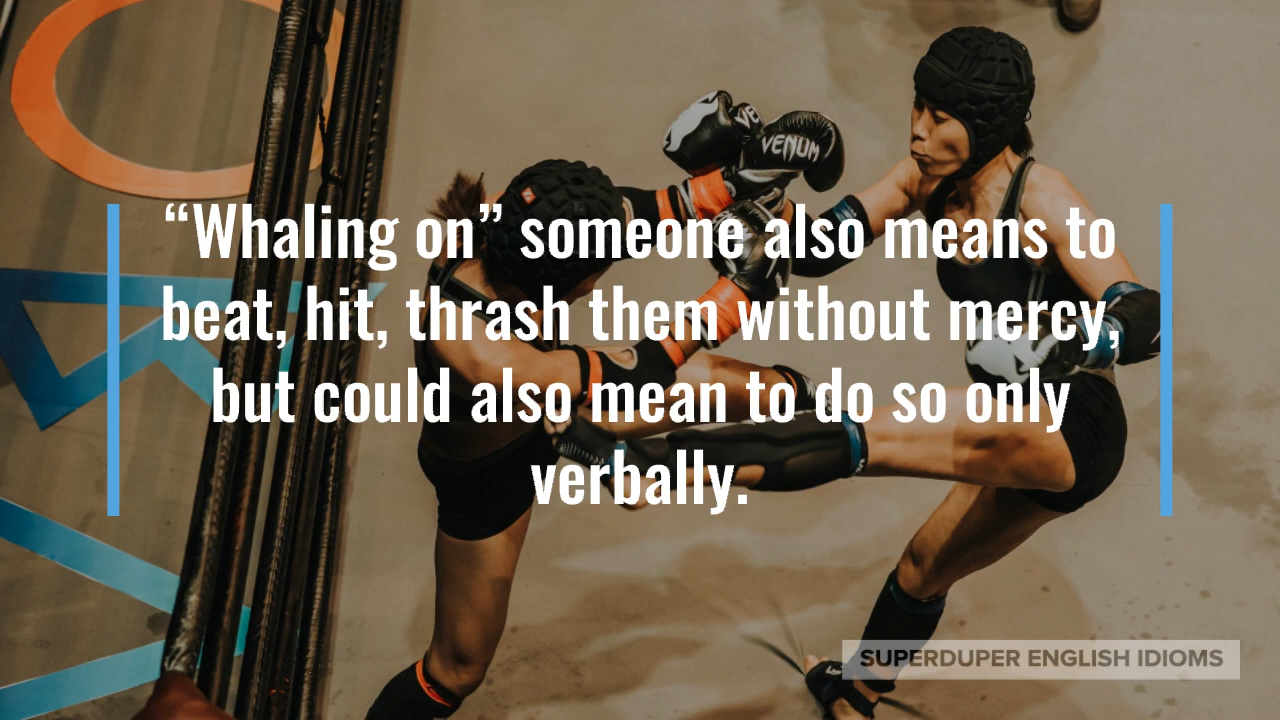 “Whaling on” someone also means to
beat, hit, thrash them without mercy,
but could also mean to do so only
verbally.
VENUM
VE
SUPERDUPER ENGLISH IDIOMS